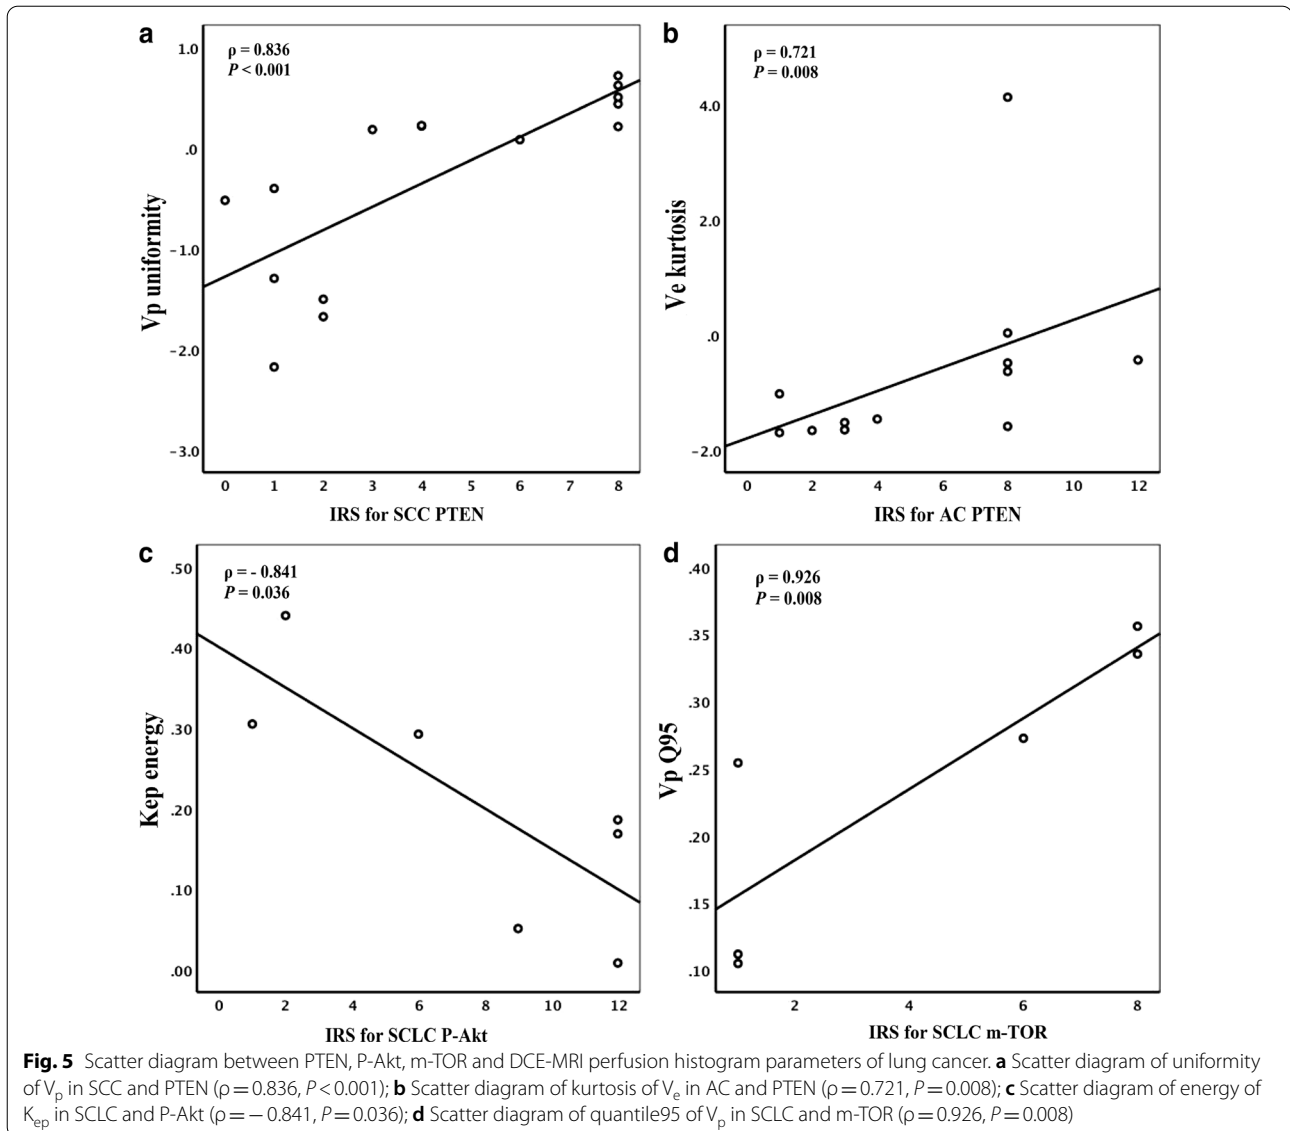 a
ρ = 0.836
P < 0.001
1.0
.0
-1.0
-2.0
-3.0
Vp uniformity
0 1 2 3 4 6 7 8
IRS for SCC PTEN
b
ρ = 0.721
P = 0.008
4.0
2.0
.0
-2.0
Ve kurtosis
0 2 4 6 8 10 12
IRS for AC PTEN
c
ρ = - 0.841
P = 0.036
.50
.40
.30
.20
.10
.00
Kep energy
0 2 4 6 8 10 12
IRS for SCLC P-Akt
d
ρ = 0.926
P = 0.008
.40
.35
.30
.25
.20
.15
.10
Vp Q95
2 4 6 8
IRS for SCLC m-TOR
Fig. 5 Scatter diagram between PTEN, P-Akt, m-TOR and DCE-MRI perfusion histogram parameters of lung cancer. a Scatter diagram of uniformity
of Vp in SCC and PTEN (ρ = 0.836, P < 0.001); b Scatter diagram of kurtosis of Ve in AC and PTEN (ρ = 0.721, P = 0.008); c Scatter diagram of energy of
Kep in SCLC and P-Akt (ρ = − 0.841, P = 0.036); d Scatter diagram of quantile95 of Vp in SCLC and m-TOR (ρ = 0.926, P = 0.008)